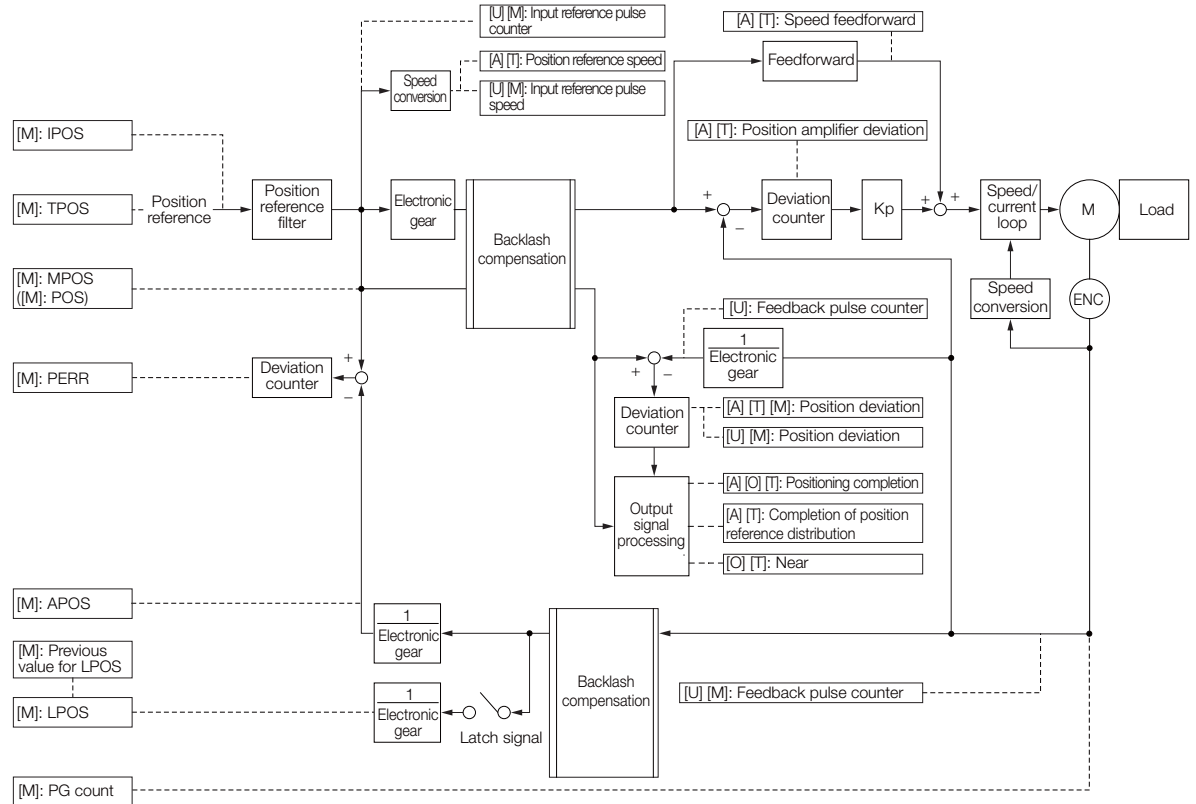 [U] [M]: Input reference pulse
counter
[A] [T]: Speed feedforward
[A] [T]: Position reference speed
Feedforward
Speed
conversion
[U] [M]: Input reference pulse
speed
[M]: IPOS
[A] [T]: Position amplifier deviation
[M]: TPOS
Position
reference
Position
reference
filter
Electronic
gear
Backlash
compensation
+
−
Deviation
counter
Kp
+
+
Speed/
current
loop
M
Load
[M]: MPOS
([M]: POS)
Speed
conversion
ENC
[U]: Feedback pulse counter
1
Electronic
gear
+
−
[M]: PERR
Deviation
counter
+
−
Deviation
counter
[A] [T] [M]: Position deviation
[U] [M]: Position deviation
Output
signal
processing
[A] [O] [T]: Positioning completion
[A] [T]: Completion of position
reference distribution
[O] [T]: Near
[M]: APOS
1
Electronic
gear
[M]: Previous
value for LPOS
Backlash
compensation
[U] [M]: Feedback pulse counter
[M]: LPOS
1
Electronic
gear
Latch signal
[M]: PG count